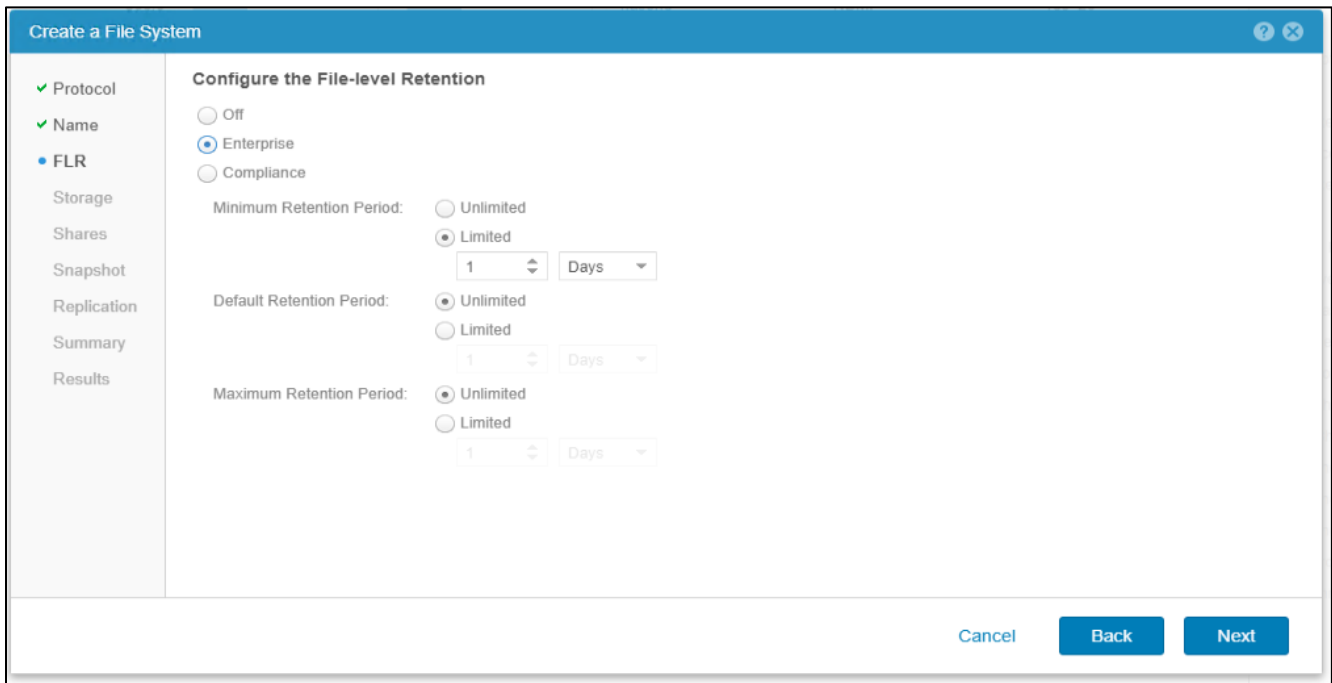 Create a File System
Protocol
Name
FLR
Storage
Shares
Snapshot
Replication
Summary
Results
Configure the File-level Retention
Off
Enterprise
Compliance
Minimum Retention Period:
Unlimited
Limited
1
Days
Default Retention Period:
Unlimited
Limited
1
Days
Maximum Retention Period:
Unlimited
Limited
1
Days
Cancel
Back
Next